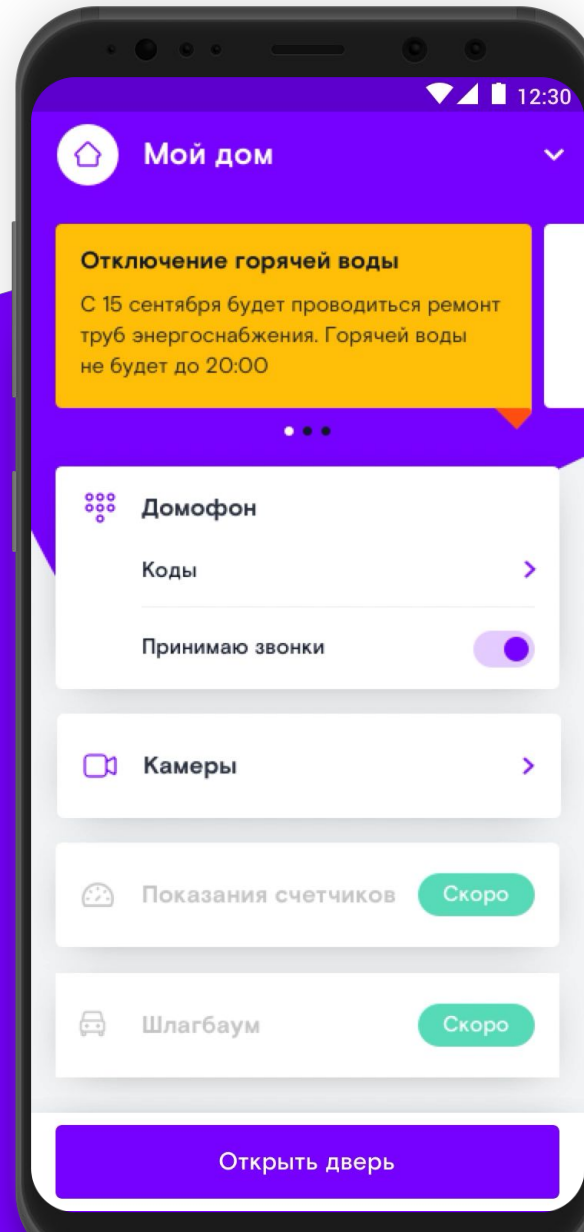 12:30
Мой дом
Отключение горячей воды
С 15 сентября будет проводиться ремонт
труб энергоснабжения. Горячей воды
не будет до 20:00
Домофон
Коды
Принимаю звонки
Камеры
Показания счетчиков
Скоро
Шлагбаум
Скоро
Открыть дверь